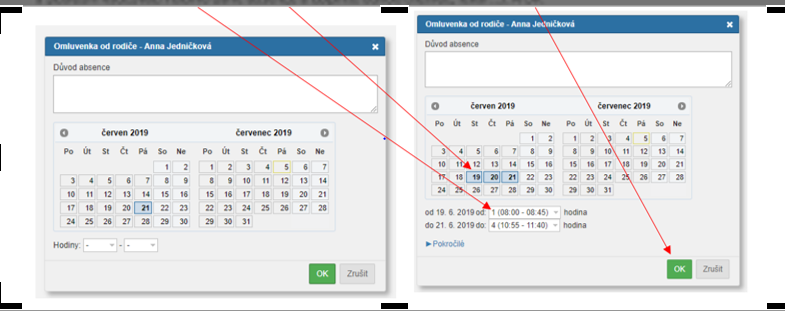 Omluvenka od rodiče - Anna Jedničková
Důvod absence
červen 2019
Po Út St Čt Pá So Ne
1 2
3 4 5 6 7 8 9
10 11 12 13 14 15 16
17 18 19 20 21 22 23
24 25 26 27 28 29 30
červenec 2019
Po Út St Čt Pá So Ne
1 2 3 4 5 6 7
8 9 10 11 12 13 14
15 16 17 18 19 20 21
22 23 24 25 26 27 28
29 30 31
Hodiny: - - -
OK Zrušit
Omluvenka od rodiče - Anna Jedničková
Důvod absence
červen 2019
Po Út St Čt Pá So Ne
1 2
3 4 5 6 7 8 9
10 11 12 13 14 15 16
17 18 19 20 21 22 23
24 25 26 27 28 29 30
červenec 2019
Po Út St Čt Pá So Ne
1 2 3 4 5 6 7
8 9 10 11 12 13 14
15 16 17 18 19 20 21
22 23 24 25 26 27 28
29 30 31
od 19. 6. 2019 od: 1 (08:00 - 08:45) hodina
do 21. 6. 2019 do: 4 (10:55 - 11:40) hodina
►Pokročilé
OK Zrušit